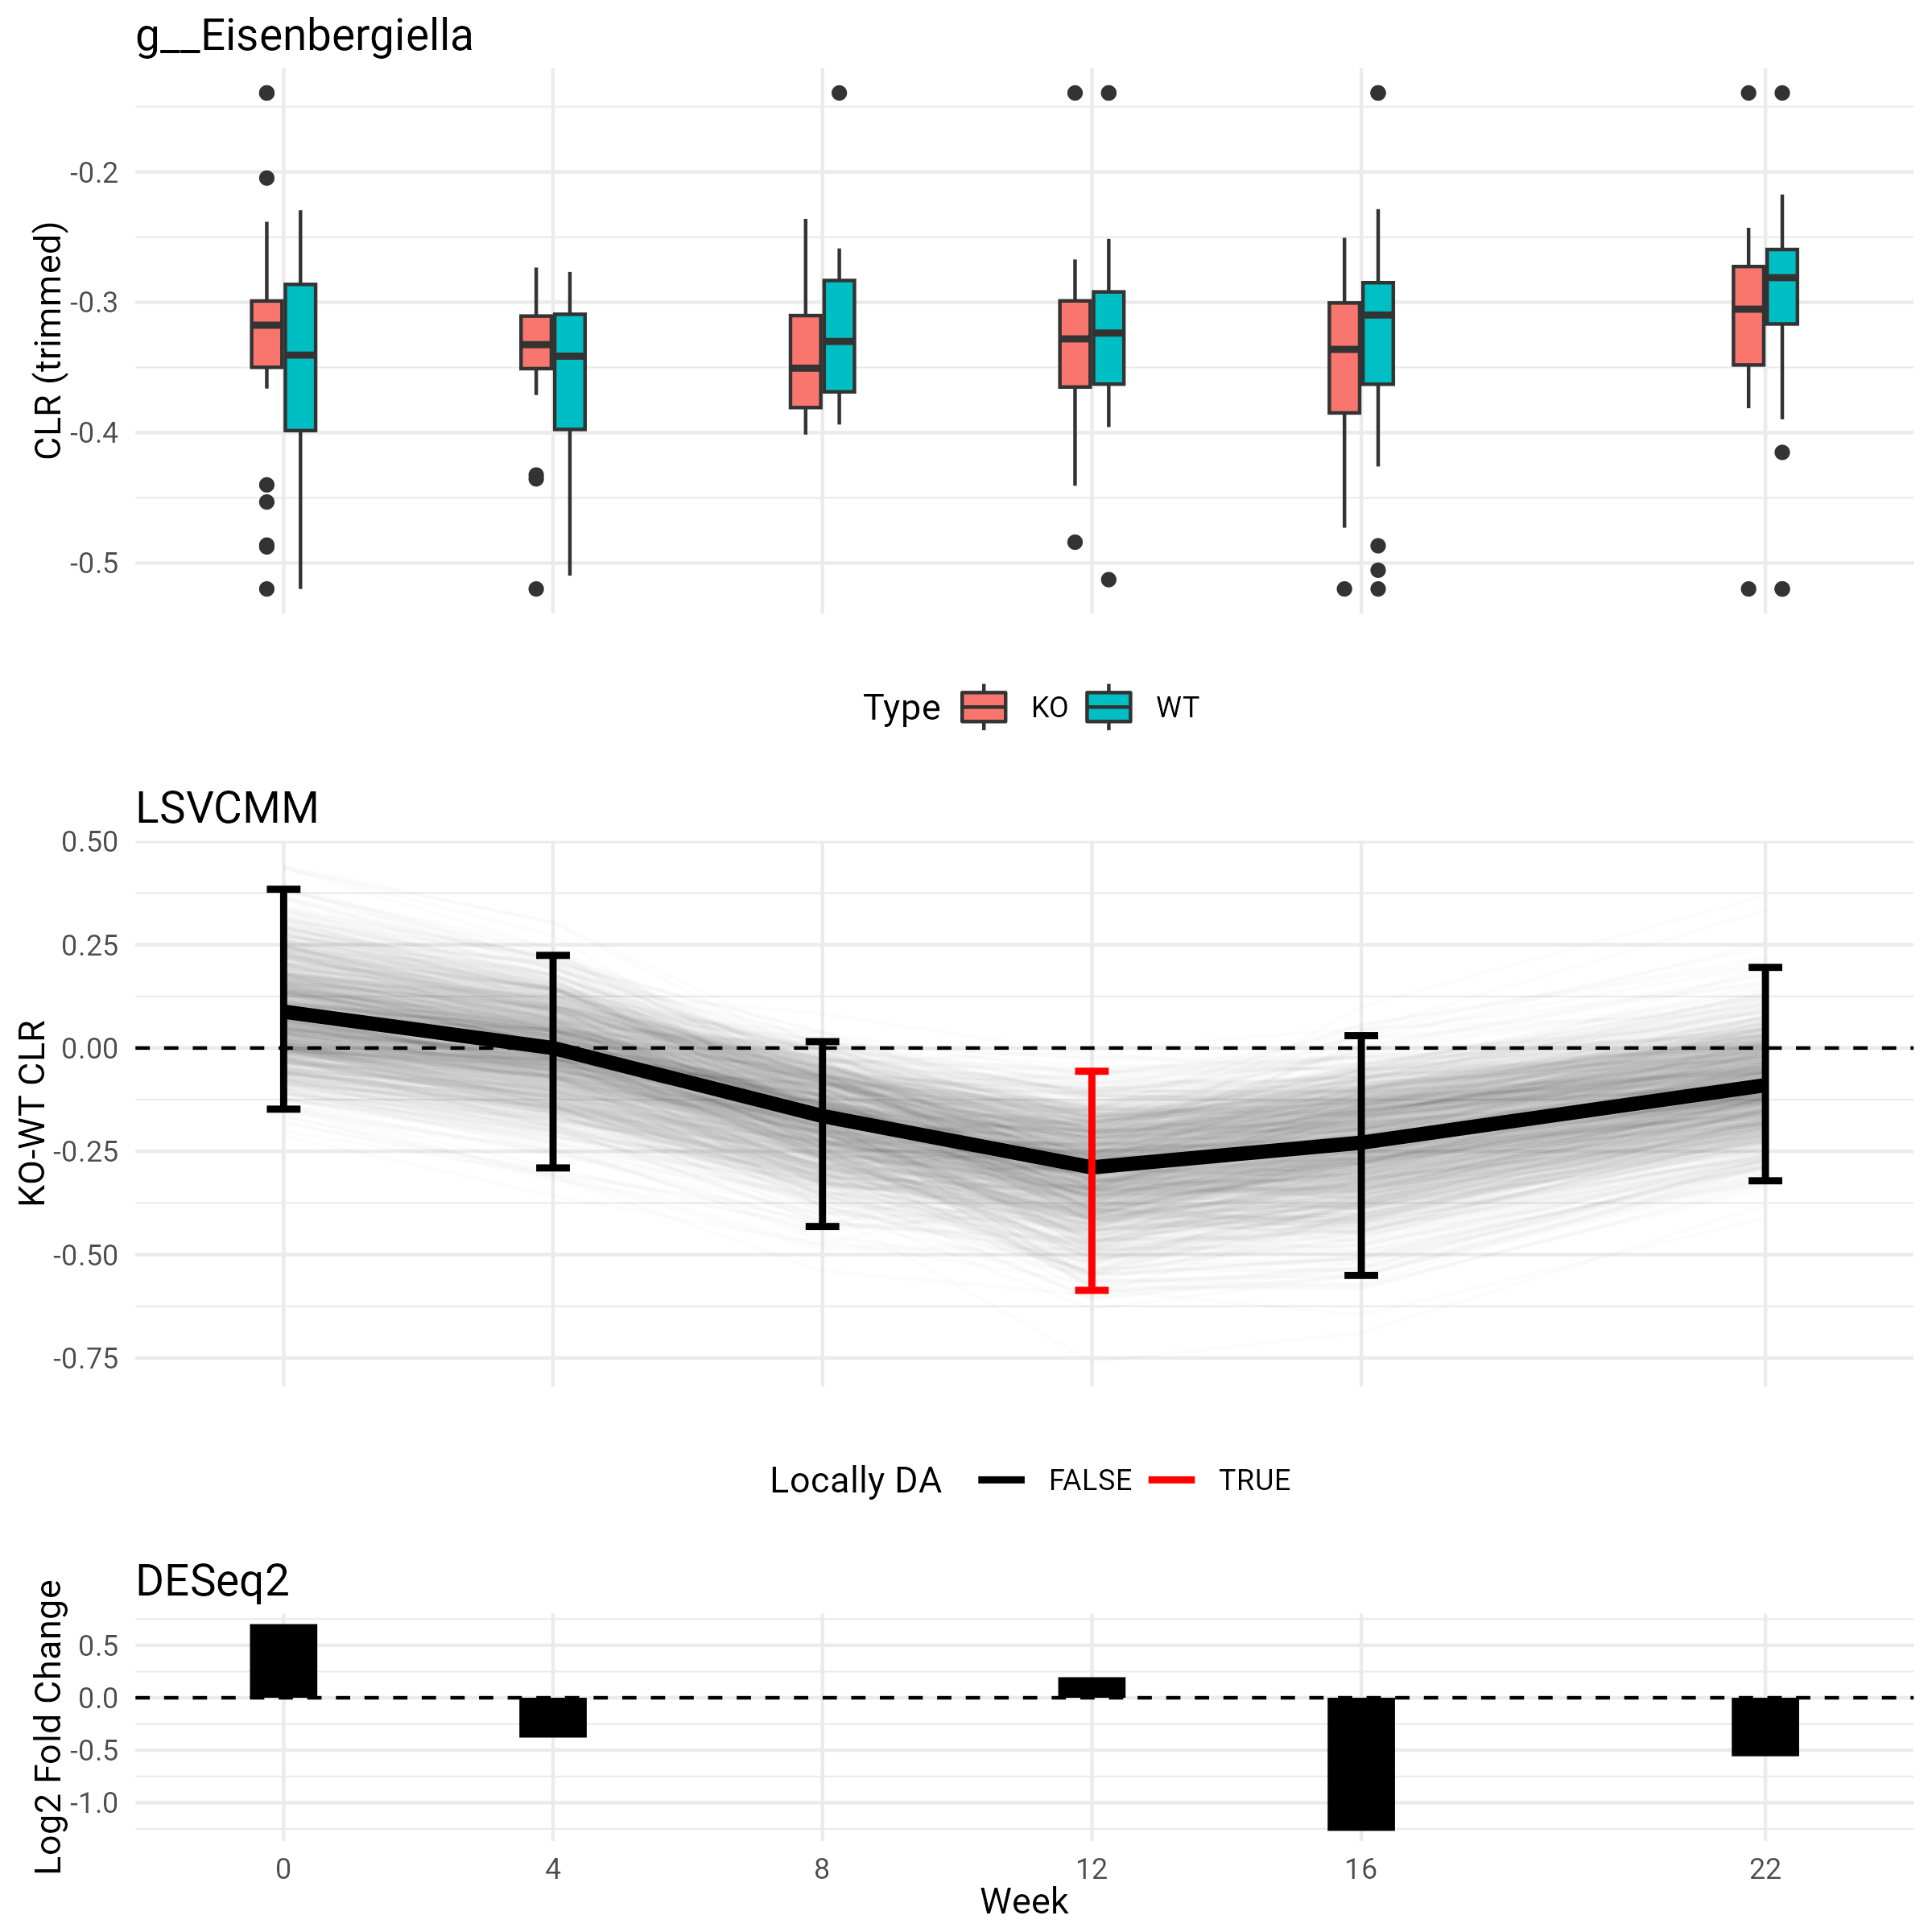 g__Eisenbergiella
CLR (trimmed)
-0.2
-0.3
-0.4
-0.5
Type KO WT
LSVCMM
KO-WT CLR
0.50
0.25
0.00
-0.25
-0.50
-0.75
Locally DA FALSE TRUE
DESeq2
Log2 Fold Change
0.5
0.0
-0.5
-1.0
0 4 8 12 16 22
Week